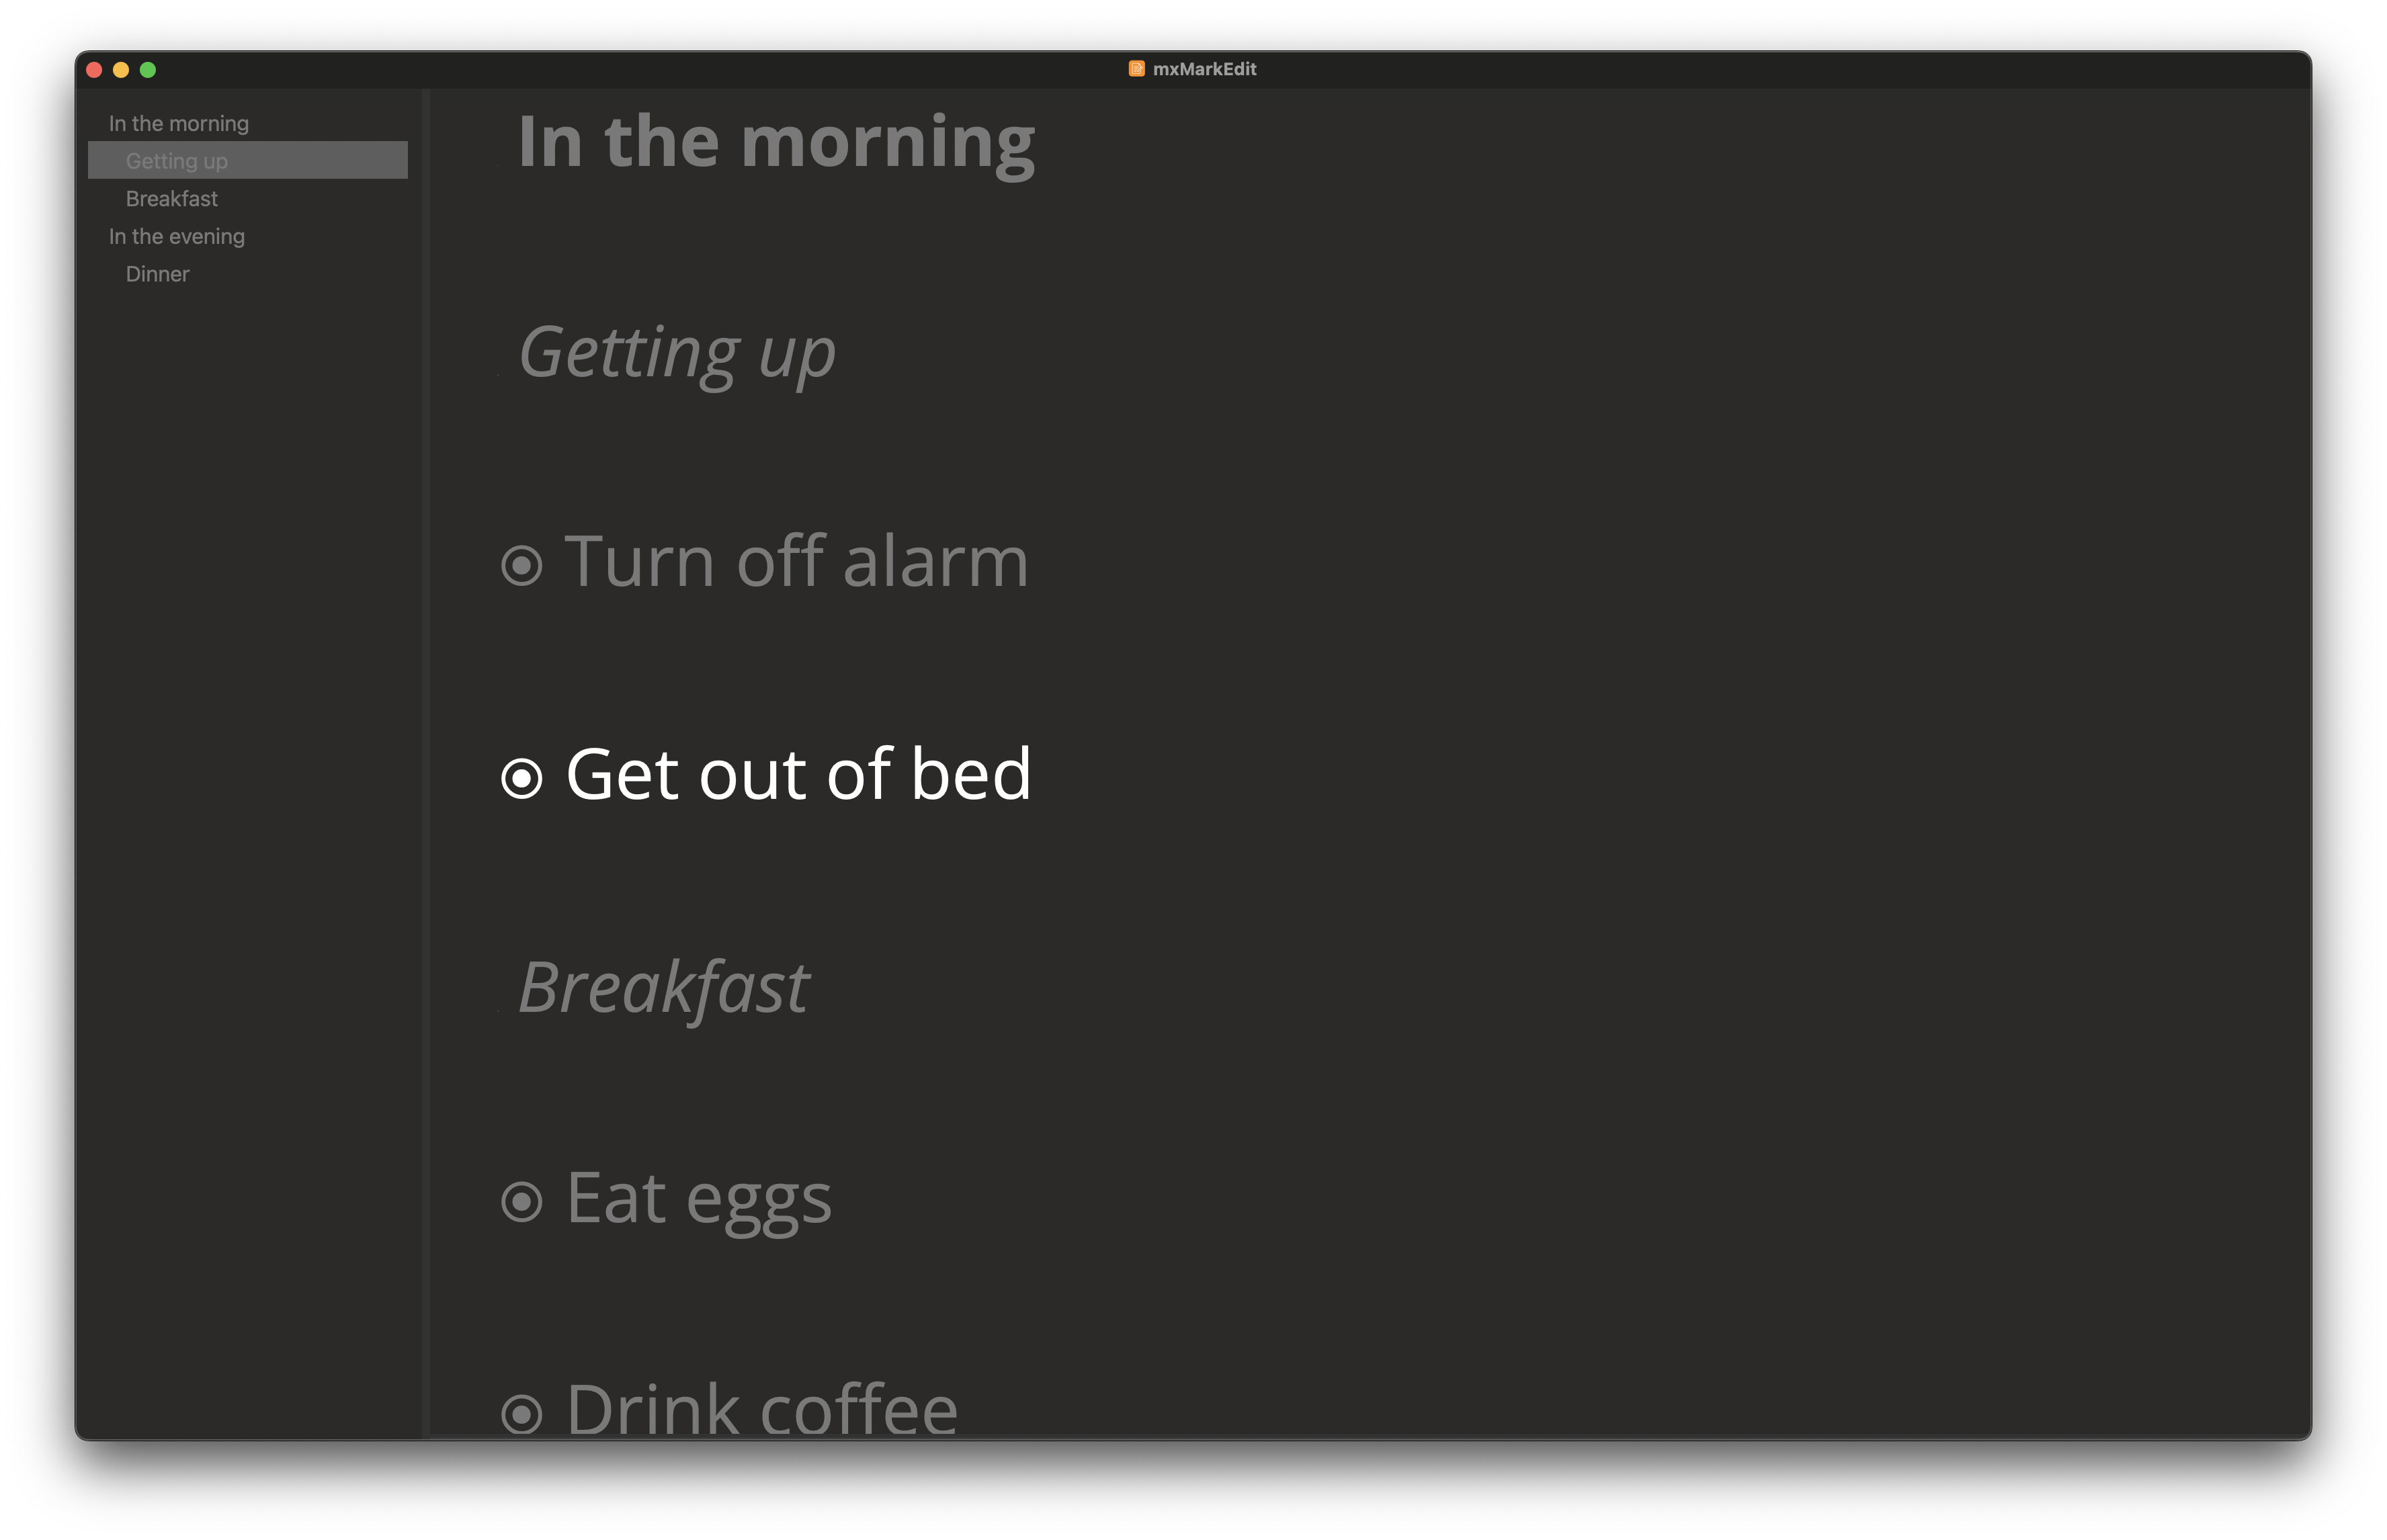 mxMarkEdit
In the morning
Getting up
Breakfast
In the evening
Dinner
In the morning
Getting up
Turn off alarm
Get out of bed
Breakfast
Eat eggs
Drink coffee